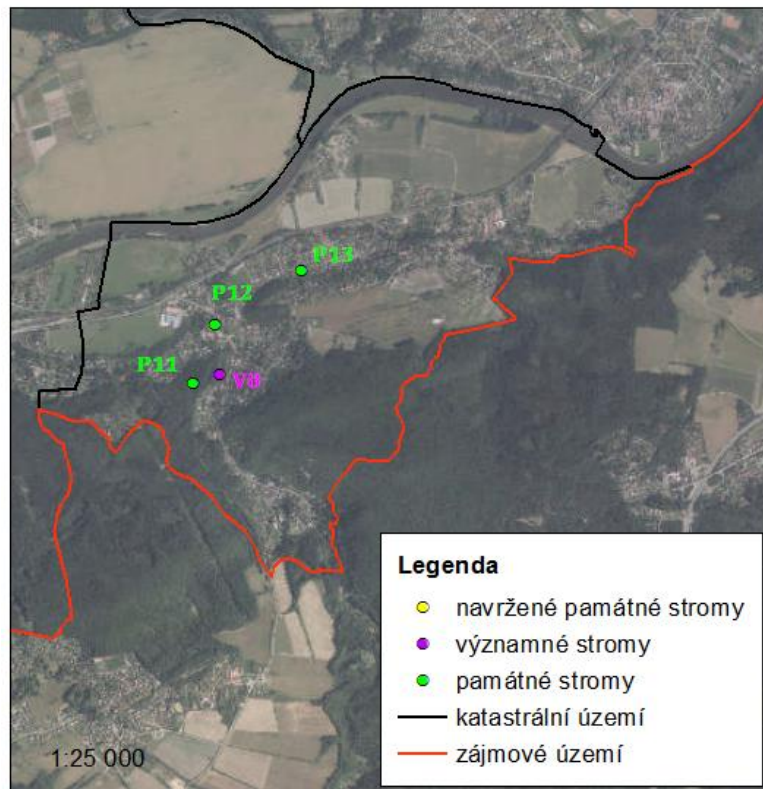 P13
P12
P11
V8
Legenda
navržené památné stromy
významné stromy
památné stromy
katastrální území
zájmové území
1:25 000